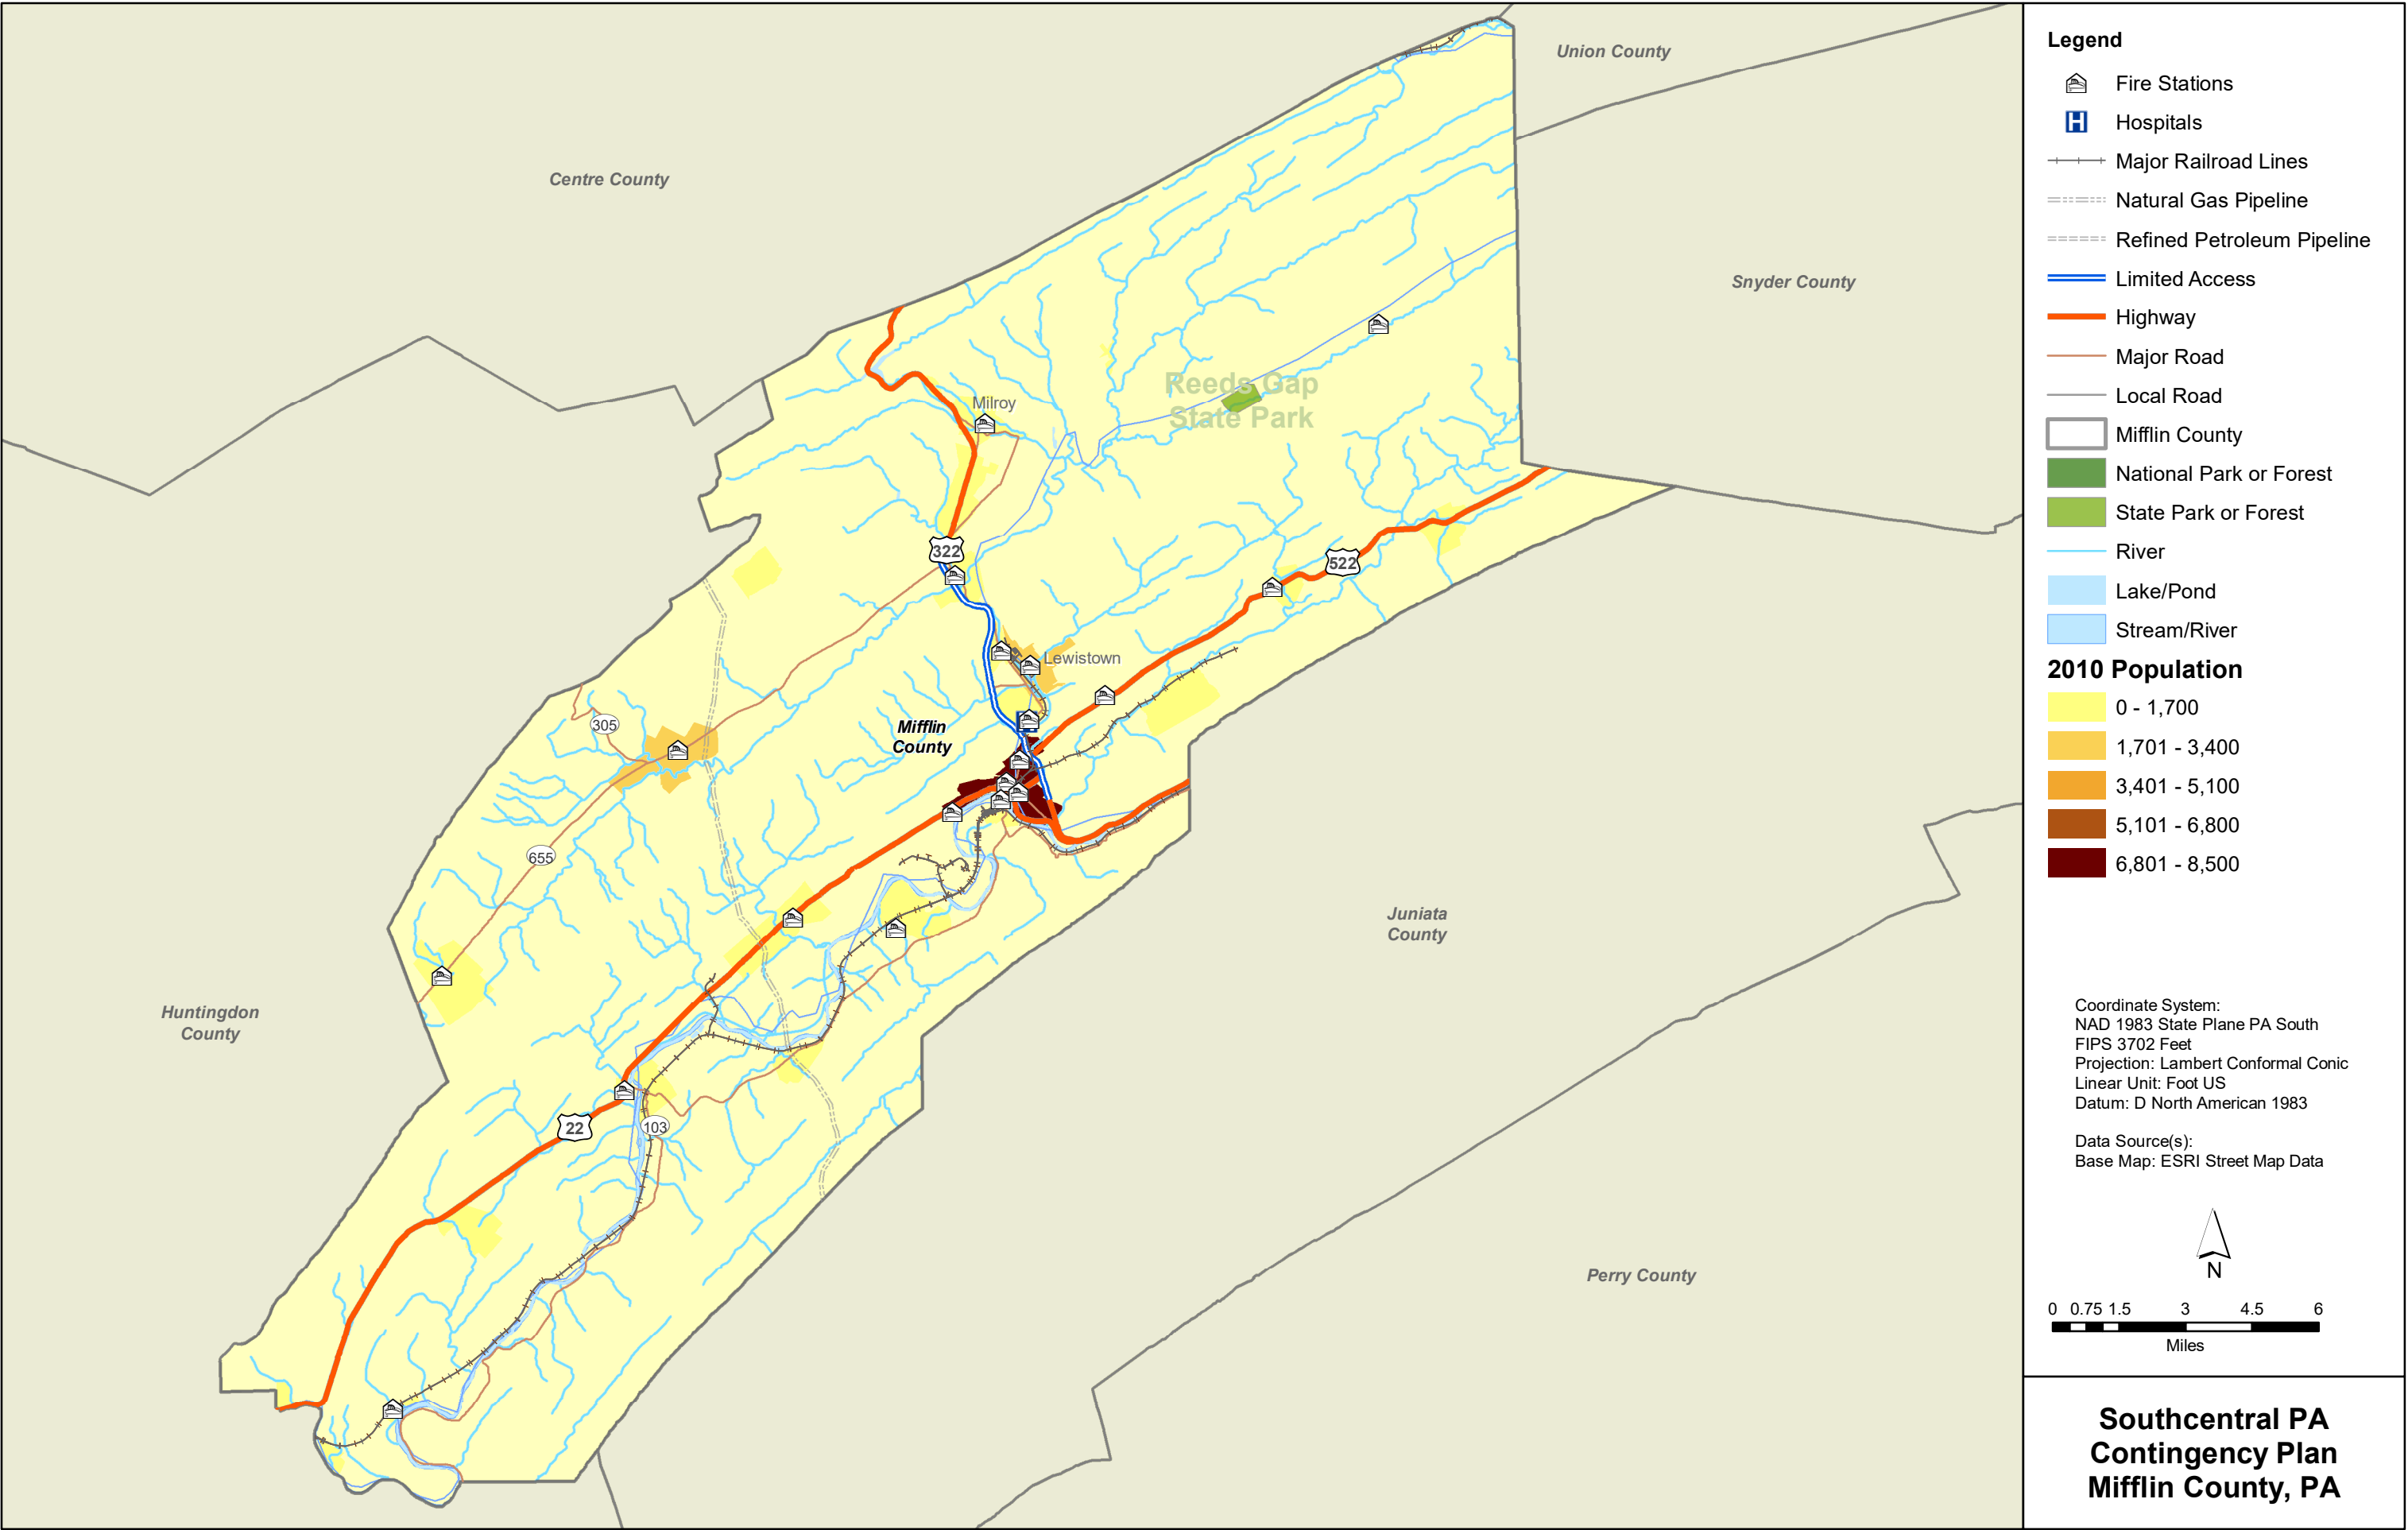 Union County
Centre County
Snyder County
Reeds Gap
State Park
Milroy
322
522
Lewistown
305
Mifflin
County
655
Juniata
County
Huntingdon
County
22
103
Perry County
Legend
Fire Stations
H Hospitals
Major Railroad Lines
Natural Gas Pipeline
Refined Petroleum Pipeline
Limited Access
Highway
Major Road
Local Road
Mifflin County
National Park or Forest
State Park or Forest
River
Lake/Pond
Stream/River
2010 Population
0 - 1,700
1,701 - 3,400
3,401 - 5,100
5,101 - 6,800
6,801 - 8,500
Coordinate System:
NAD 1983 State Plane PA South
FIPS 3702 Feet
Projection: Lambert Conformal Conic
Linear Unit: Foot US
Datum: D North American 1983
Data Source(s):
Base Map: ESRI Street Map Data
N
0 0.75 1.5 3 4.5 6
Miles
Southcentral PA
Contingency Plan
Mifflin County, PA